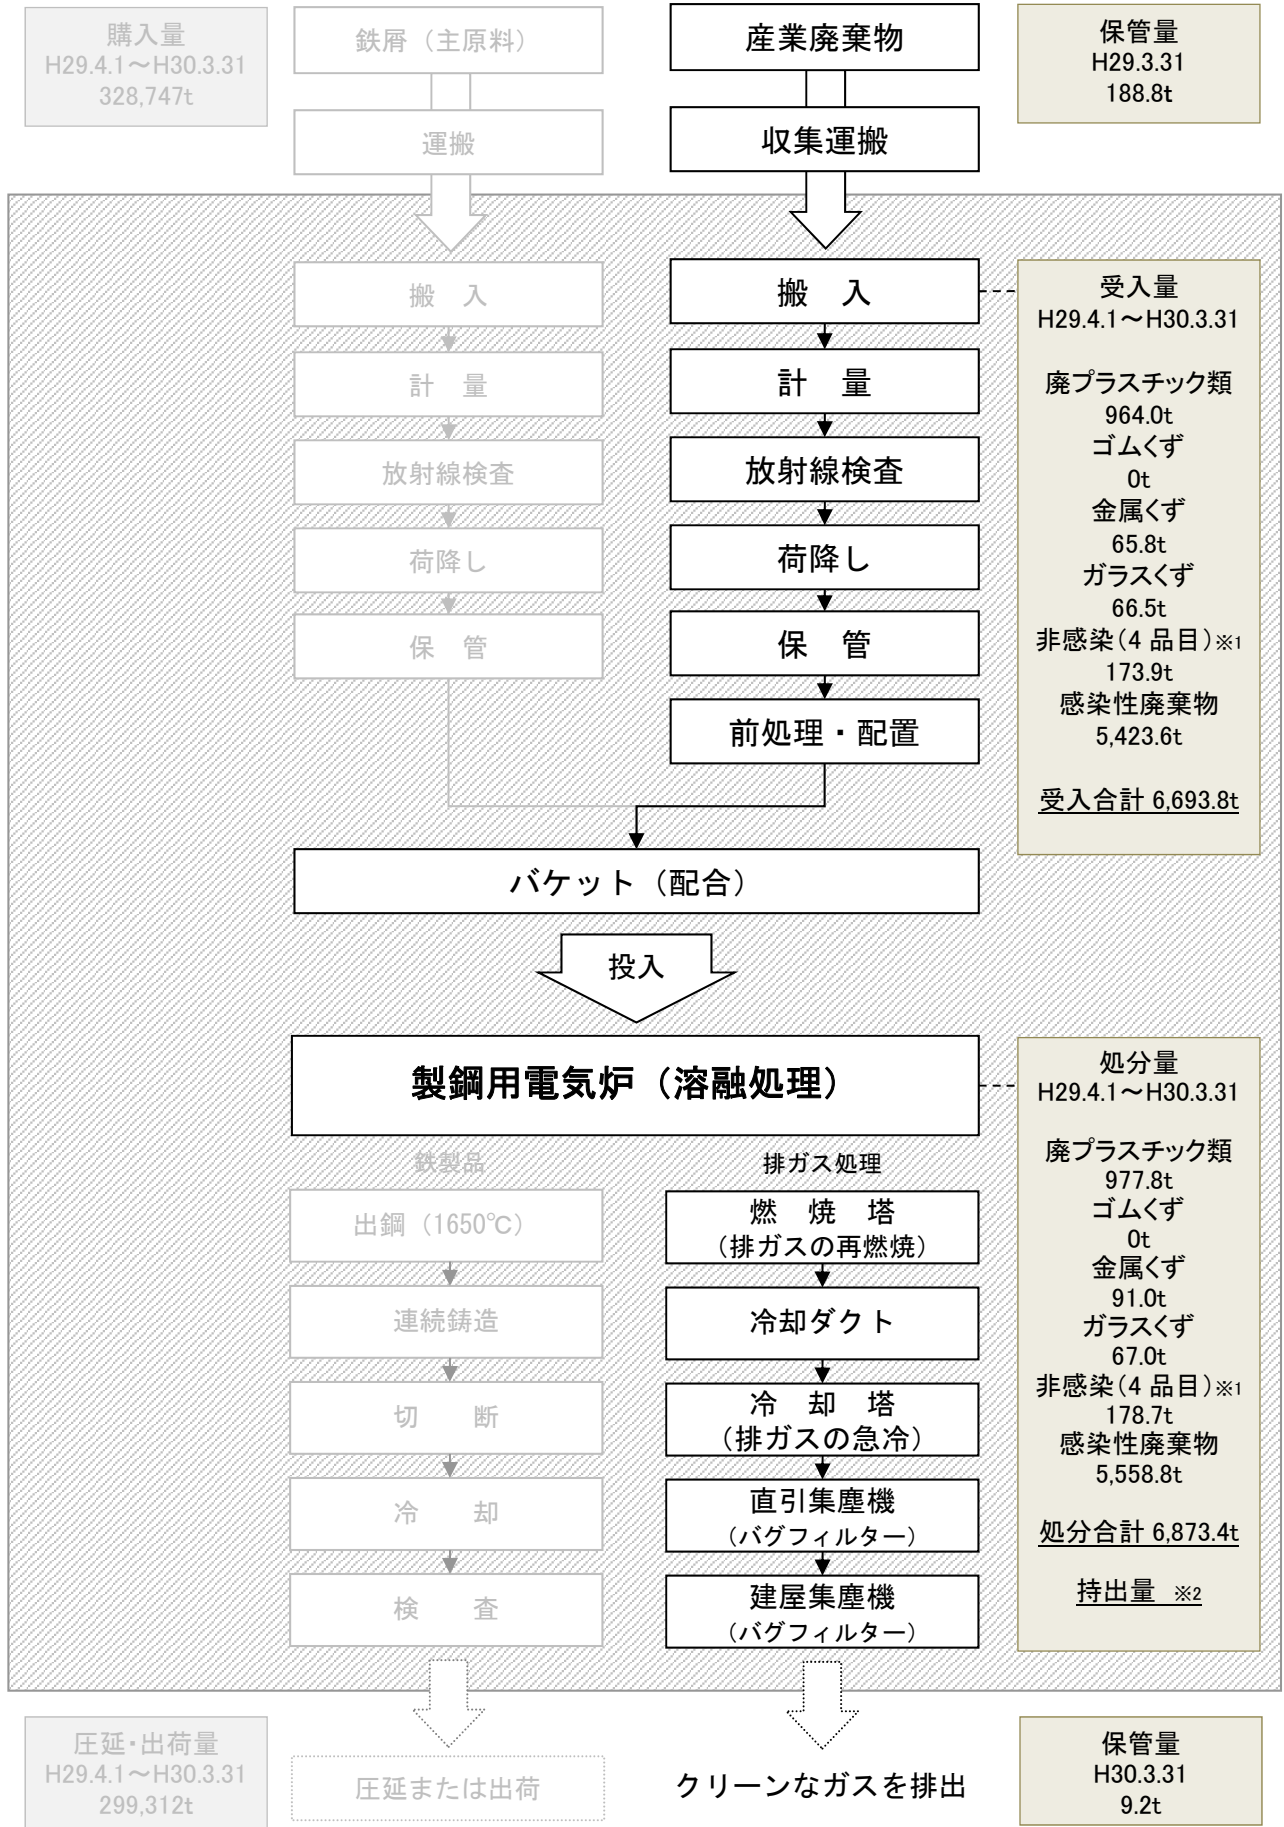 購入量
H29.4.1～H30.3.31
328,747t
鉄屑（主原料）
運搬
産業廃棄物
収集運搬
保管量
H29.3.31
188.8t
搬　入
計　量
放射線検査
荷降し
保　管
搬　入
計　量
放射線検査
荷降し
保　管
前処理・配置
受入量
H29.4.1～H30.3.31
廃プラスチック類
964.0t
ゴムくず
0t
金属くず
65.8t
ガラスくず
66.5t
非感染（4 品目）※1
173.9t
感染性廃棄物
5,423.6t
受入合計 6,693.8t
バケット（配合）
投入
製鋼用電気炉（溶融処理）
鉄製品
出鋼（1650℃）
連続鋳造
切　断
冷　却
検　査
排ガス処理
燃　焼　塔
（排ガスの再燃焼）
冷却ダクト
冷　却　塔
（排ガスの急冷）
直引集塵機
（バグフィルター）
建屋集塵機
（バグフィルター）
処分量
H29.4.1～H30.3.31
廃プラスチック類
977.8t
ゴムくず
0t
金属くず
91.0t
ガラスくず
67.0t
非感染（4 品目）※1
178.7t
感染性廃棄物
5,558.8t
処分合計 6,873.4t
持出量 ※2
圧延・出荷量
H29.4.1～H30.3.31
299,312t
圧延または出荷
クリーンなガスを排出
保管量
H30.3.31
9.2t